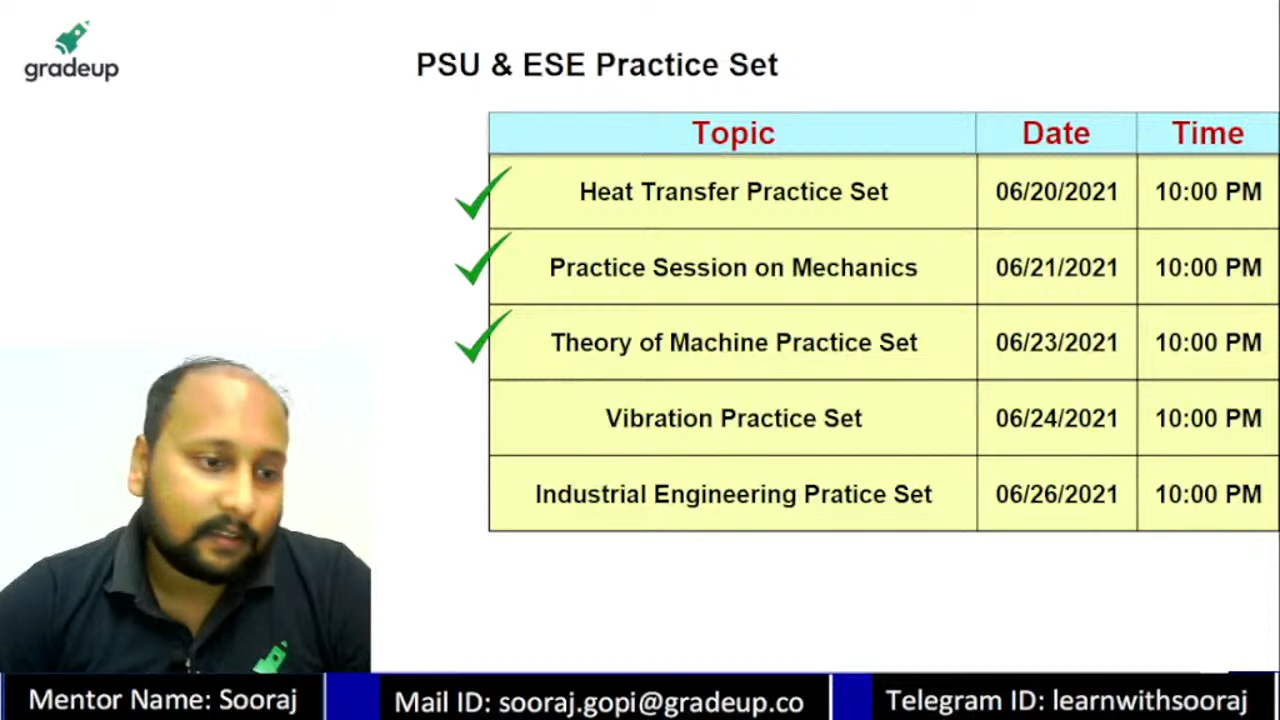 gradeup
PSU & ESE Practice Set
Topic Date Time
Heat Transfer Practice Set 06/20/2021 10:00 PM
Practice Session on Mechanics 06/21/2021 10:00 PM
Theory of Machine Practice Set 06/23/2021 10:00 PM
Vibration Practice Set 06/24/2021 10:00 PM
Industrial Engineering Pratice Set 06/26/2021 10:00 PM
Mentor Name: Sooraj
Mail ID: sooraj.gopi@gradeup.co
Telegram ID: learnwithsooraj